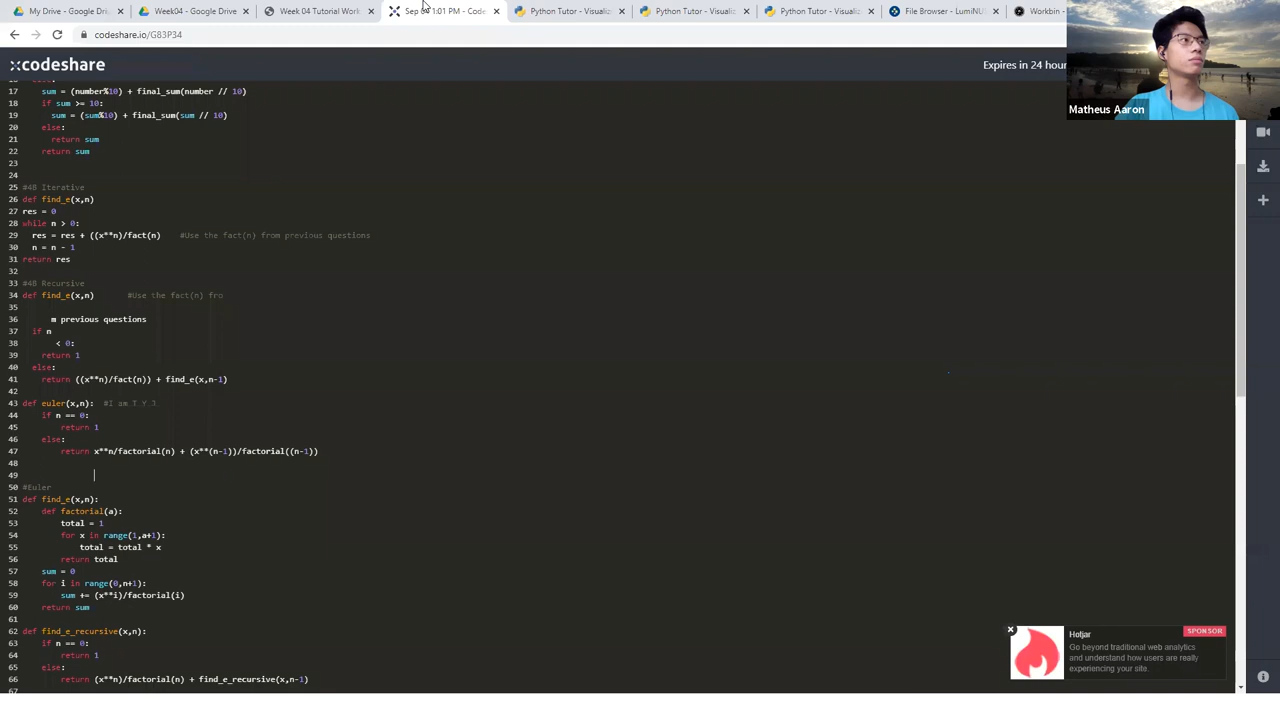 My Drive - Google Dri
Week04 - Google Drive
Week 04 Tutorial Work
Sep 0 1:01 PM - Code
Python Tutor - Visualiz
Python Tutor - Visualiz
Python Tutor - Visualiz
File Browser - LumiNU
Workbin -
codeshare.io/G83P34
codeshare
Expires in 24 hour
Matheus Aaron
17 sum = (number%10) + final_sum(number // 10)
18 if sum >= 10:
19 sum = (sum%10) + final_sum(sum // 10)
20 else:
21 return sum
22 return sum
23
24
25 #4B Iterative
26 def find_e(x,n)
27 res = 0
28 while n > 0:
29 res = res + ((x**n)/fact(n) #Use the fact(n) from previous questions
30 n = n - 1
31 return res
32
33 #4B Recursive
34 def find_e(x,n) #Use the fact(n) fro
35
36 m previous questions
37 if n
38 < 0:
39 return 1
40 else:
41 return ((x**n)/fact(n)) + find_e(x,n-1)
42
43 def euler(x,n): #I am T.Y.J
44 if n == 0:
45 return 1
46 else:
47 return x**n/factorial(n) + (x**(n-1))/factorial((n-1))
48
49
50 #Euler
51 def find_e(x,n):
52 def factorial(a):
53 total = 1
54 for x in range(1,a+1):
55 total = total * x
56 return total
57 sum = 0
58 for i in range(0,n+1):
59 sum += (x**i)/factorial(i)
60 return sum
61
62 def find_e_recursive(x,n):
63 if n == 0:
64 return 1
65 else:
66 return (x**n)/factorial(n) + find_e_recursive(x,n-1)
67
Hotjar
SPONSOR
Go beyond traditional web analytics
and understand how users are really
experiencing your site.